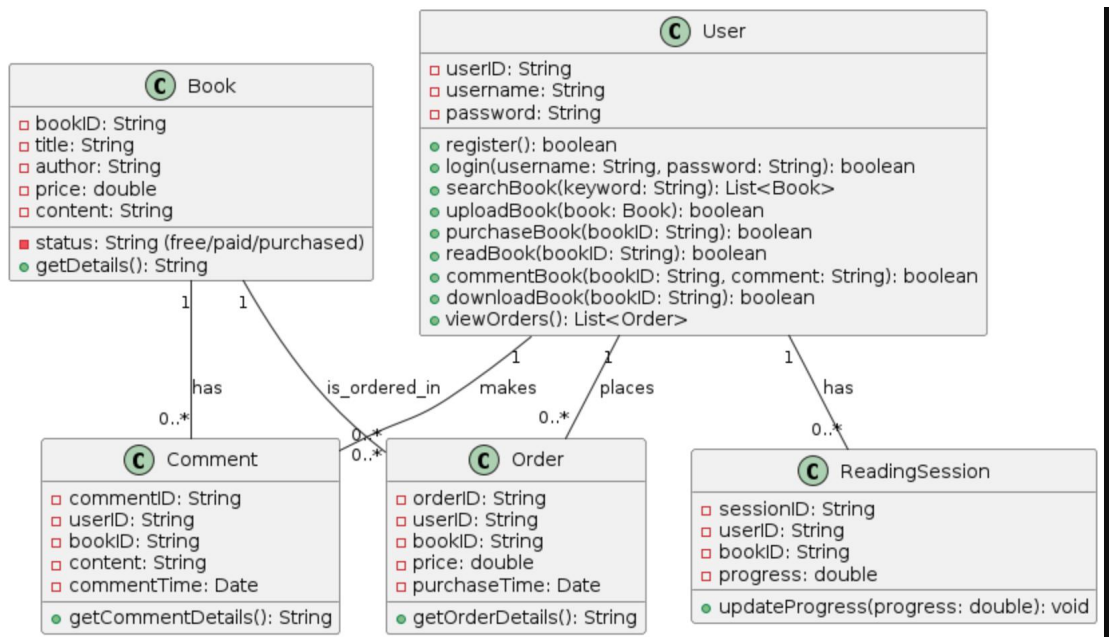 C Book
bookID: String
title: String
author: String
price: double
content: String
status: String (free/paid/purchased)
getDetails(): String
C User
userID: String
username: String
password: String
register(): boolean
login(username: String, password: String): boolean
searchBook(keyword: String): List<Book>
uploadBook(book: Book): boolean
purchaseBook(bookID: String): boolean
readBook(bookID: String): boolean
commentBook(bookID: String, comment: String): boolean
downloadBook(bookID: String): boolean
viewOrders(): List<Order>
1
1
1
1
1
has
is_ordered_in
makes
places
has
0..*
0..*
0..*
0..*
0..*
C Comment
commentID: String
userID: String
bookID: String
content: String
commentTime: Date
getCommentDetails(): String
C Order
orderID: String
userID: String
bookID: String
price: double
purchaseTime: Date
getOrderDetails(): String
C ReadingSession
sessionID: String
userID: String
bookID: String
progress: double
updateProgress(progress: double): void